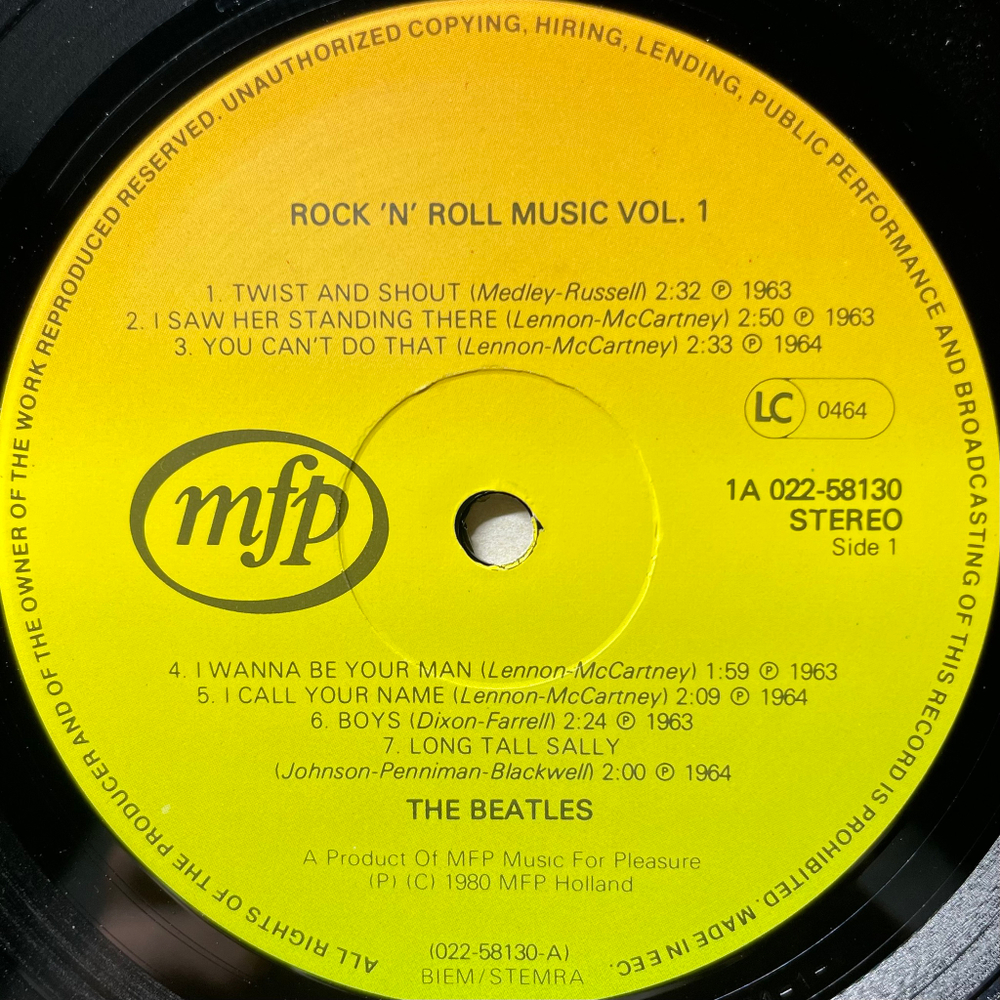 ALL RIGHTS OF THE PRODUCER AND OF THE OWNER OF THE WORK REPRODUCED RESERVED. UNAUTHORIZED COPYING, HIRING, LENDING, PUBLIC PERFORMANCE AND BROADCASTING OF THIS RECORD IS PROHIBITED. MADE IN EEC.
ROCK 'N' ROLL MUSIC VOL. 1
1. TWIST AND SHOUT (Medley-Russell) 2:32 ℗ 1963
2. I SAW HER STANDING THERE (Lennon-McCartney) 2:50 ℗ 1963
3. YOU CAN'T DO THAT (Lennon-McCartney) 2:33 ℗ 1964
LC 0464
mfp
1A 022-58130
STEREO
Side 1
4. I WANNA BE YOUR MAN (Lennon-McCartney) 1:59 ℗ 1963
5. I CALL YOUR NAME (Lennon-McCartney) 2:09 ℗ 1964
6. BOYS (Dixon-Farrell) 2:24 ℗ 1963
7. LONG TALL SALLY
(Johnson-Penniman-Blackwell) 2:00 ℗ 1964
THE BEATLES
A Product Of MFP Music For Pleasure
(P) (C) 1980 MFP Holland
(022-58130-A)
BIEM/STEMRA